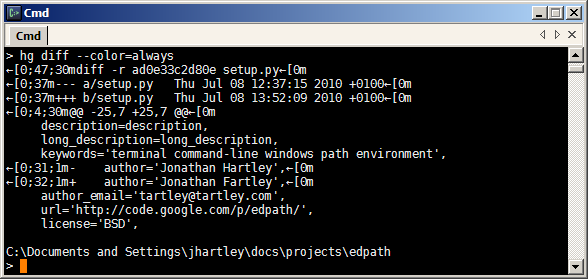 Cmd
Cmd
> hg diff --color=always
←[0;47;30mdiff -r ad0e33c2d80e setup.py←[0m
←[0;37m--- a/setup.py   Thu Jul 08 12:37:15 2010 +0100←[0m
←[0;37m+++ b/setup.py   Thu Jul 08 13:52:09 2010 +0100←[0m
←[0;4;30m@@ -25,7 +25,7 @@←[0m
     description=description,
     long_description=long_description,
     keywords='terminal command-line windows path environment',
←[0;31;1m-    author='Jonathan Hartley',←[0m
←[0;32;1m+    author='Jonathan Fartley',←[0m
     author_email='tartley@tartley.com',
     url='http://code.google.com/p/edpath/',
     license='BSD',
C:\Documents and Settings\jhartley\docs\projects\edpath
>